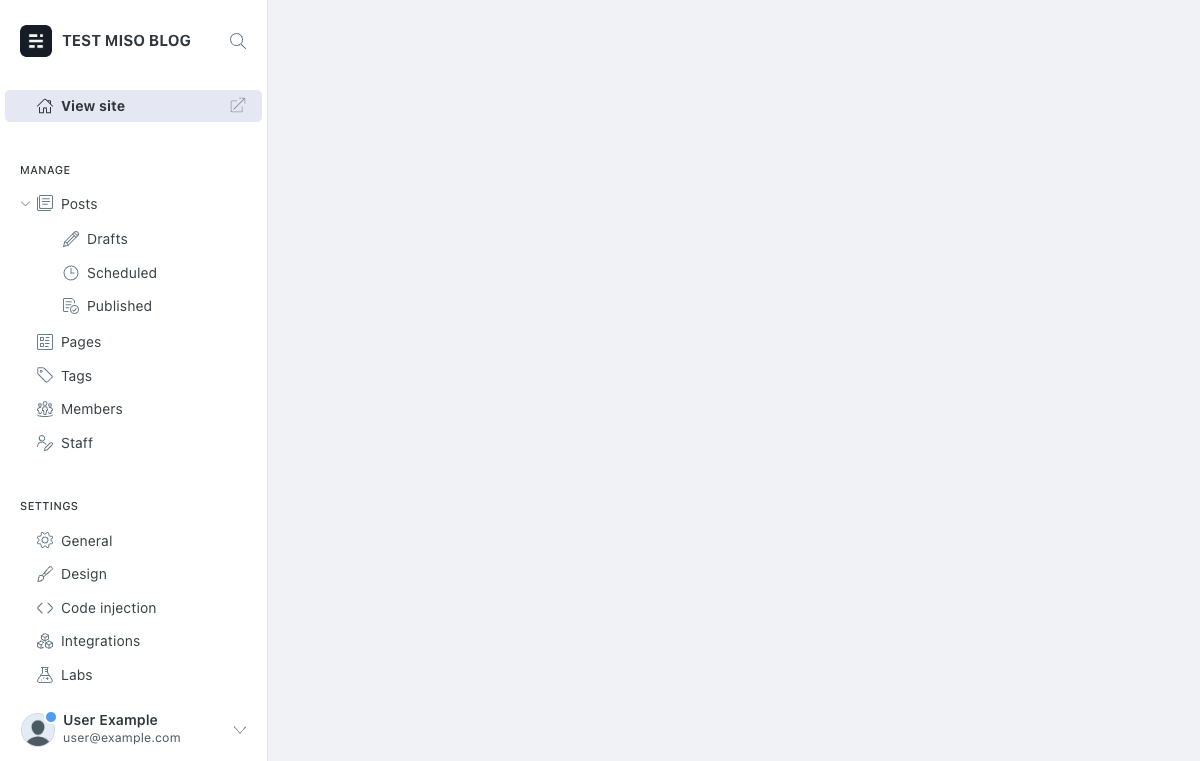 TEST MISO BLOG
View site
MANAGE
Posts
Drafts
Scheduled
Published
Pages
Tags
Members
Staff
SETTINGS
General
Design
Code injection
Integrations
Labs
User Example
user@example.com